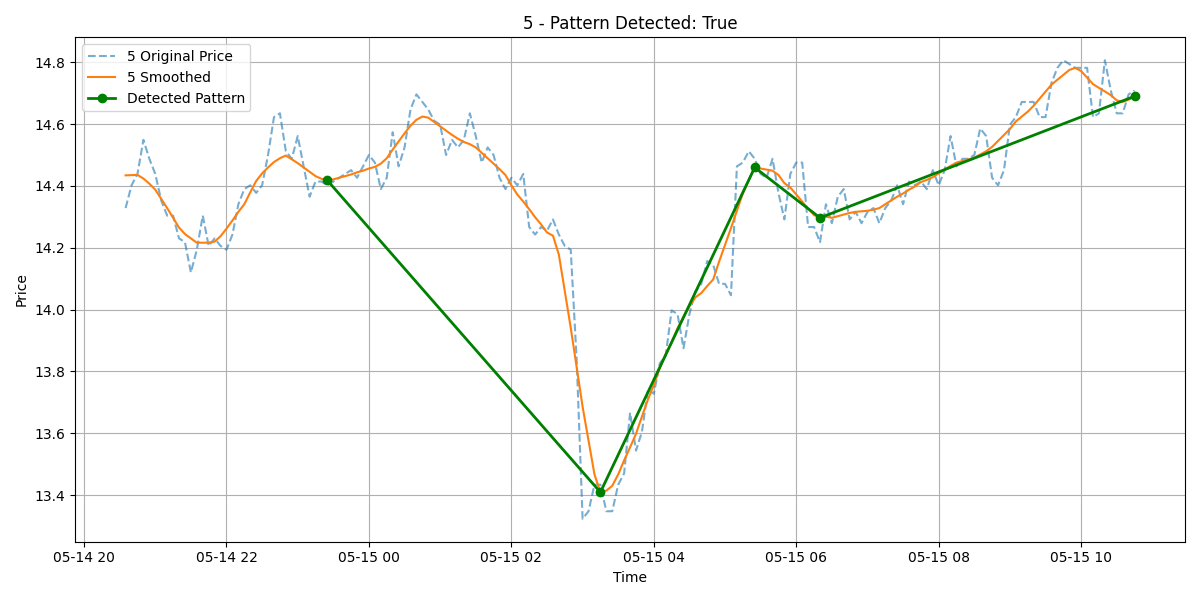 5 - Pattern Detected: True
5 Original Price
5 Smoothed
Detected Pattern
Price
14.8
14.6
14.4
14.2
14.0
13.8
13.6
13.4
05-14 20
05-14 22
05-15 00
05-15 02
05-15 04
05-15 06
05-15 08
05-15 10
Time